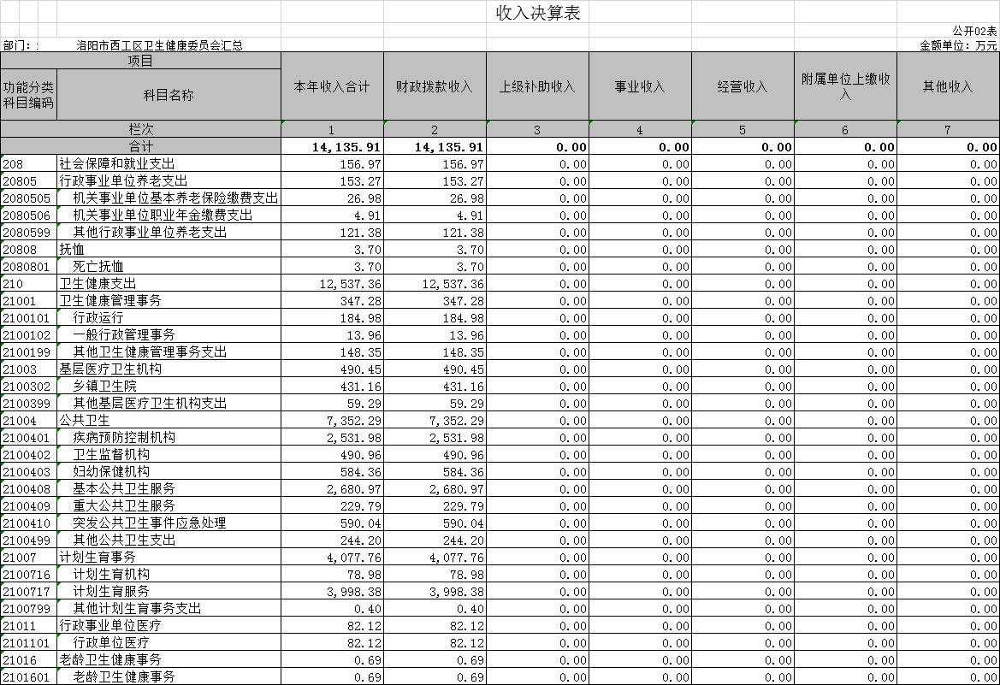 收入决算表
公开02表
部门： 洛阳市西工区卫生健康委员会汇总 金额单位：万元
项目 本年收入合计 财政拨款收入 上级补助收入 事业收入 经营收入 附属单位上缴收入 其他收入
功能分类科目编码 科目名称
栏次 1 2 3 4 5 6 7
合计 14,135.91 14,135.91 0.00 0.00 0.00 0.00 0.00
208 社会保障和就业支出 156.97 156.97 0.00 0.00 0.00 0.00 0.00
20805 行政事业单位养老支出 153.27 153.27 0.00 0.00 0.00 0.00 0.00
2080505 机关事业单位基本养老保险缴费支出 26.98 26.98 0.00 0.00 0.00 0.00 0.00
2080506 机关事业单位职业年金缴费支出 4.91 4.91 0.00 0.00 0.00 0.00 0.00
2080599 其他行政事业单位养老支出 121.38 121.38 0.00 0.00 0.00 0.00 0.00
20808 抚恤 3.70 3.70 0.00 0.00 0.00 0.00 0.00
2080801 死亡抚恤 3.70 3.70 0.00 0.00 0.00 0.00 0.00
210 卫生健康支出 12,537.36 12,537.36 0.00 0.00 0.00 0.00 0.00
21001 卫生健康管理事务 347.28 347.28 0.00 0.00 0.00 0.00 0.00
2100101 行政运行 184.98 184.98 0.00 0.00 0.00 0.00 0.00
2100102 一般行政管理事务 13.96 13.96 0.00 0.00 0.00 0.00 0.00
2100199 其他卫生健康管理事务支出 148.35 148.35 0.00 0.00 0.00 0.00 0.00
21003 基层医疗卫生机构 490.45 490.45 0.00 0.00 0.00 0.00 0.00
2100302 乡镇卫生院 431.16 431.16 0.00 0.00 0.00 0.00 0.00
2100399 其他基层医疗卫生机构支出 59.29 59.29 0.00 0.00 0.00 0.00 0.00
21004 公共卫生 7,352.29 7,352.29 0.00 0.00 0.00 0.00 0.00
2100401 疾病预防控制机构 2,531.98 2,531.98 0.00 0.00 0.00 0.00 0.00
2100402 卫生监督机构 490.96 490.96 0.00 0.00 0.00 0.00 0.00
2100403 妇幼保健机构 584.36 584.36 0.00 0.00 0.00 0.00 0.00
2100408 基本公共卫生服务 2,680.97 2,680.97 0.00 0.00 0.00 0.00 0.00
2100409 重大公共卫生服务 229.79 229.79 0.00 0.00 0.00 0.00 0.00
2100410 突发公共卫生事件应急处理 590.04 590.04 0.00 0.00 0.00 0.00 0.00
2100499 其他公共卫生支出 244.20 244.20 0.00 0.00 0.00 0.00 0.00
21007 计划生育事务 4,077.76 4,077.76 0.00 0.00 0.00 0.00 0.00
2100716 计划生育机构 78.98 78.98 0.00 0.00 0.00 0.00 0.00
2100717 计划生育服务 3,998.38 3,998.38 0.00 0.00 0.00 0.00 0.00
2100799 其他计划生育事务支出 0.40 0.40 0.00 0.00 0.00 0.00 0.00
21011 行政事业单位医疗 82.12 82.12 0.00 0.00 0.00 0.00 0.00
2101101 行政单位医疗 82.12 82.12 0.00 0.00 0.00 0.00 0.00
21016 老龄卫生健康事务 0.69 0.69 0.00 0.00 0.00 0.00 0.00
2101601 老龄卫生健康事务 0.69 0.69 0.00 0.00 0.00 0.00 0.00